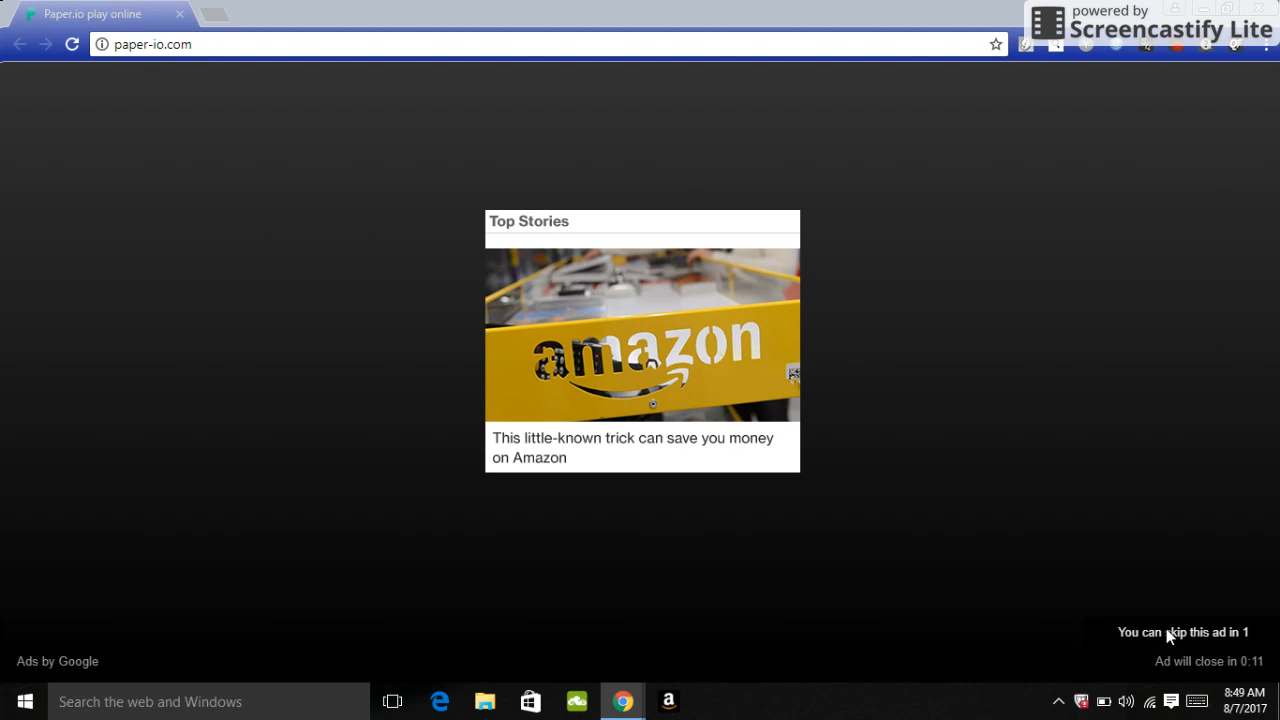 Paper.io play online
powered by
Screencastify Lite
paper-io.com
Top Stories
amazon
This little-known trick can save you money
on Amazon
You can skip this ad in 1
Ads by Google
Ad will close in 0:11
Search the web and Windows
8:49 AM
8/7/2017